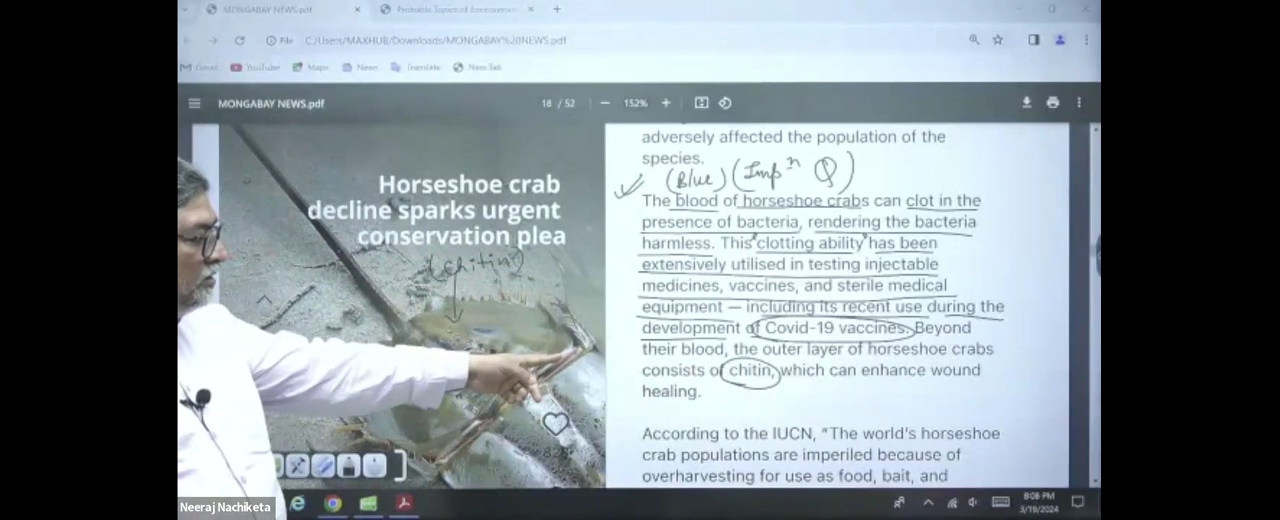 MONGABAY NEWS.pdf
Probable Topics of Environmen
File C:/Users/MAXHUB/Downloads/MONGABAY%20NEWS.pdf
Gmail YouTube Maps News Translate New Tab
MONGABAY NEWS.pdf 18 / 52 152%
Horseshoe crab
decline sparks urgent
conservation plea
(Chitin)
adversely affected the population of the
species.
(Blue) (Impn Q)
The blood of horseshoe crabs can clot in the
presence of bacteria, rendering the bacteria
harmless. This "clotting ability" has been
extensively utilised in testing injectable
medicines, vaccines, and sterile medical
equipment — including its recent use during the
development of Covid-19 vaccines. Beyond
their blood, the outer layer of horseshoe crabs
consists of chitin, which can enhance wound
healing.
According to the IUCN, "The world's horseshoe
crab populations are imperiled because of
overharvesting for use as food, bait, and
Neeraj Nachiketa
8:08 PM
3/19/2024